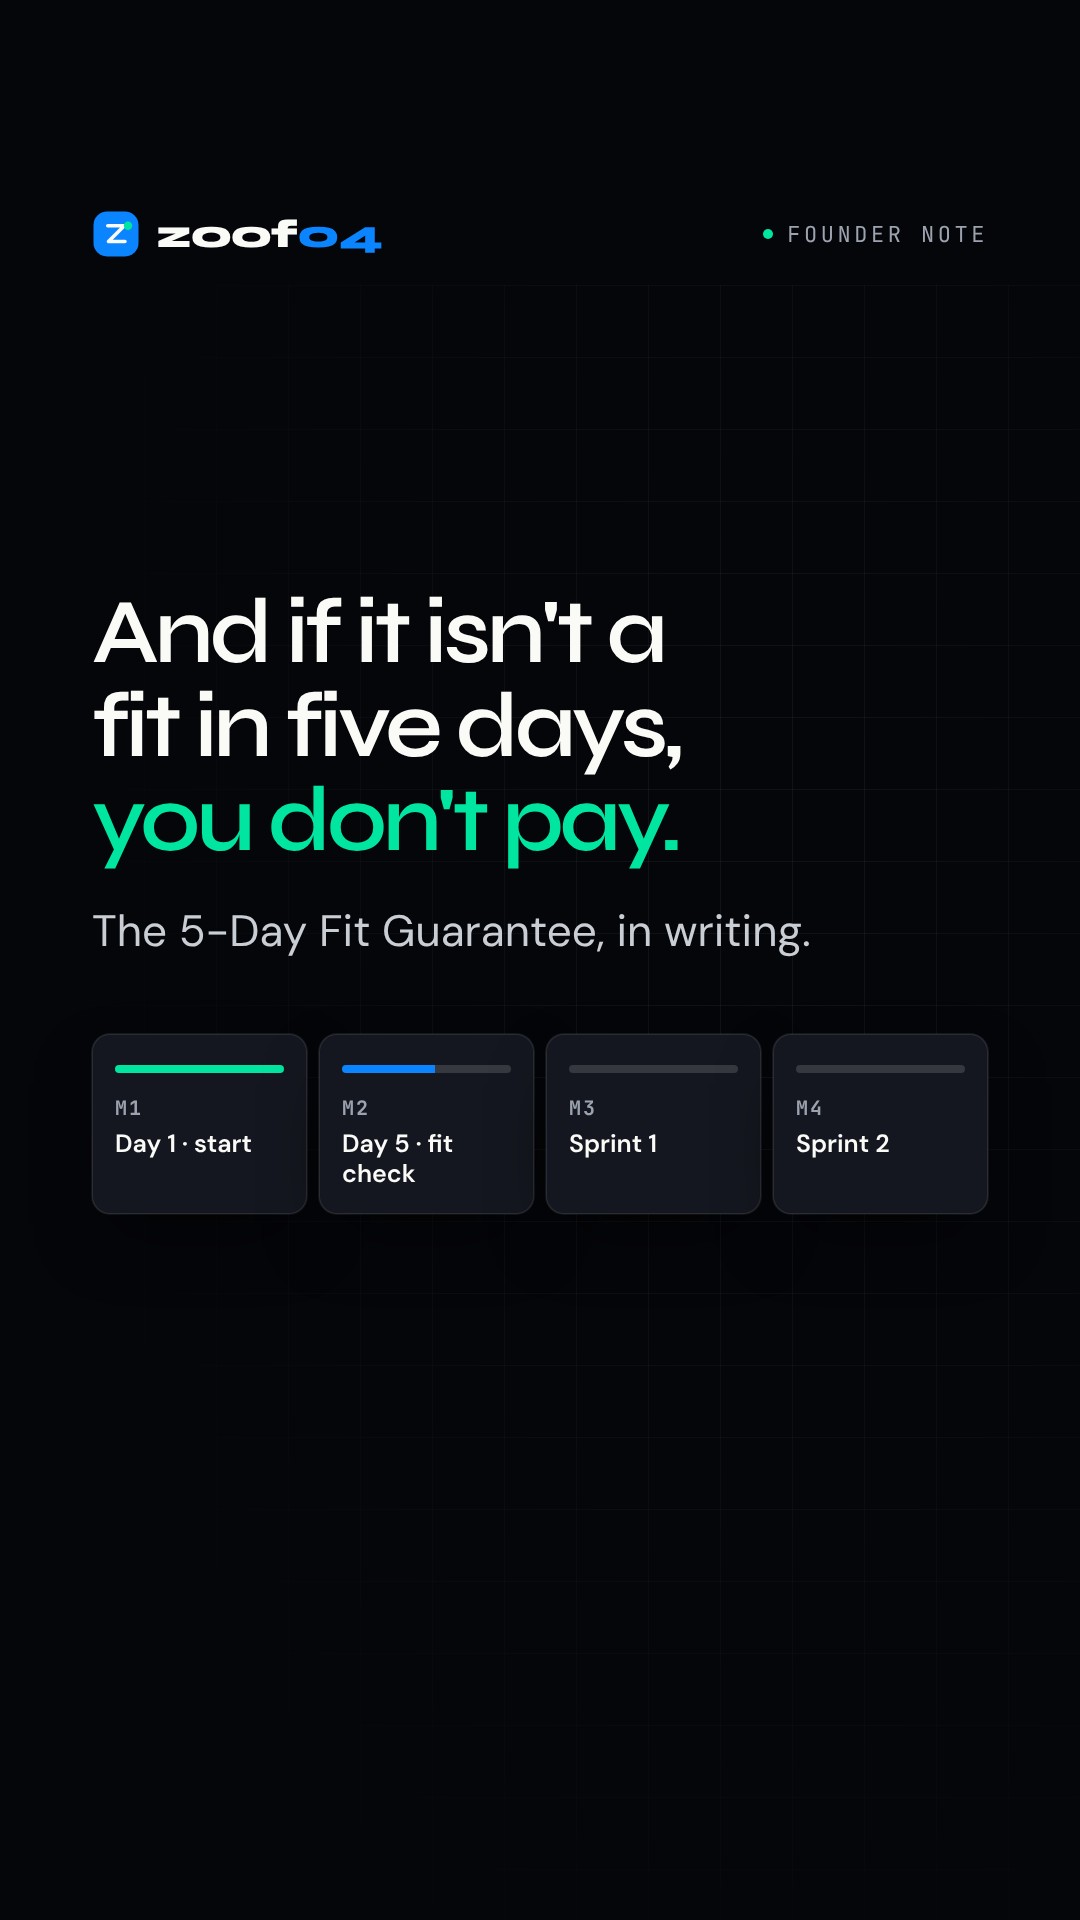 Z zoof04
FOUNDER NOTE
And if it isn't a
fit in five days,
you don't pay.
The 5-Day Fit Guarantee, in writing.
M1
Day 1 · start
M2
Day 5 · fit
check
M3
Sprint 1
M4
Sprint 2